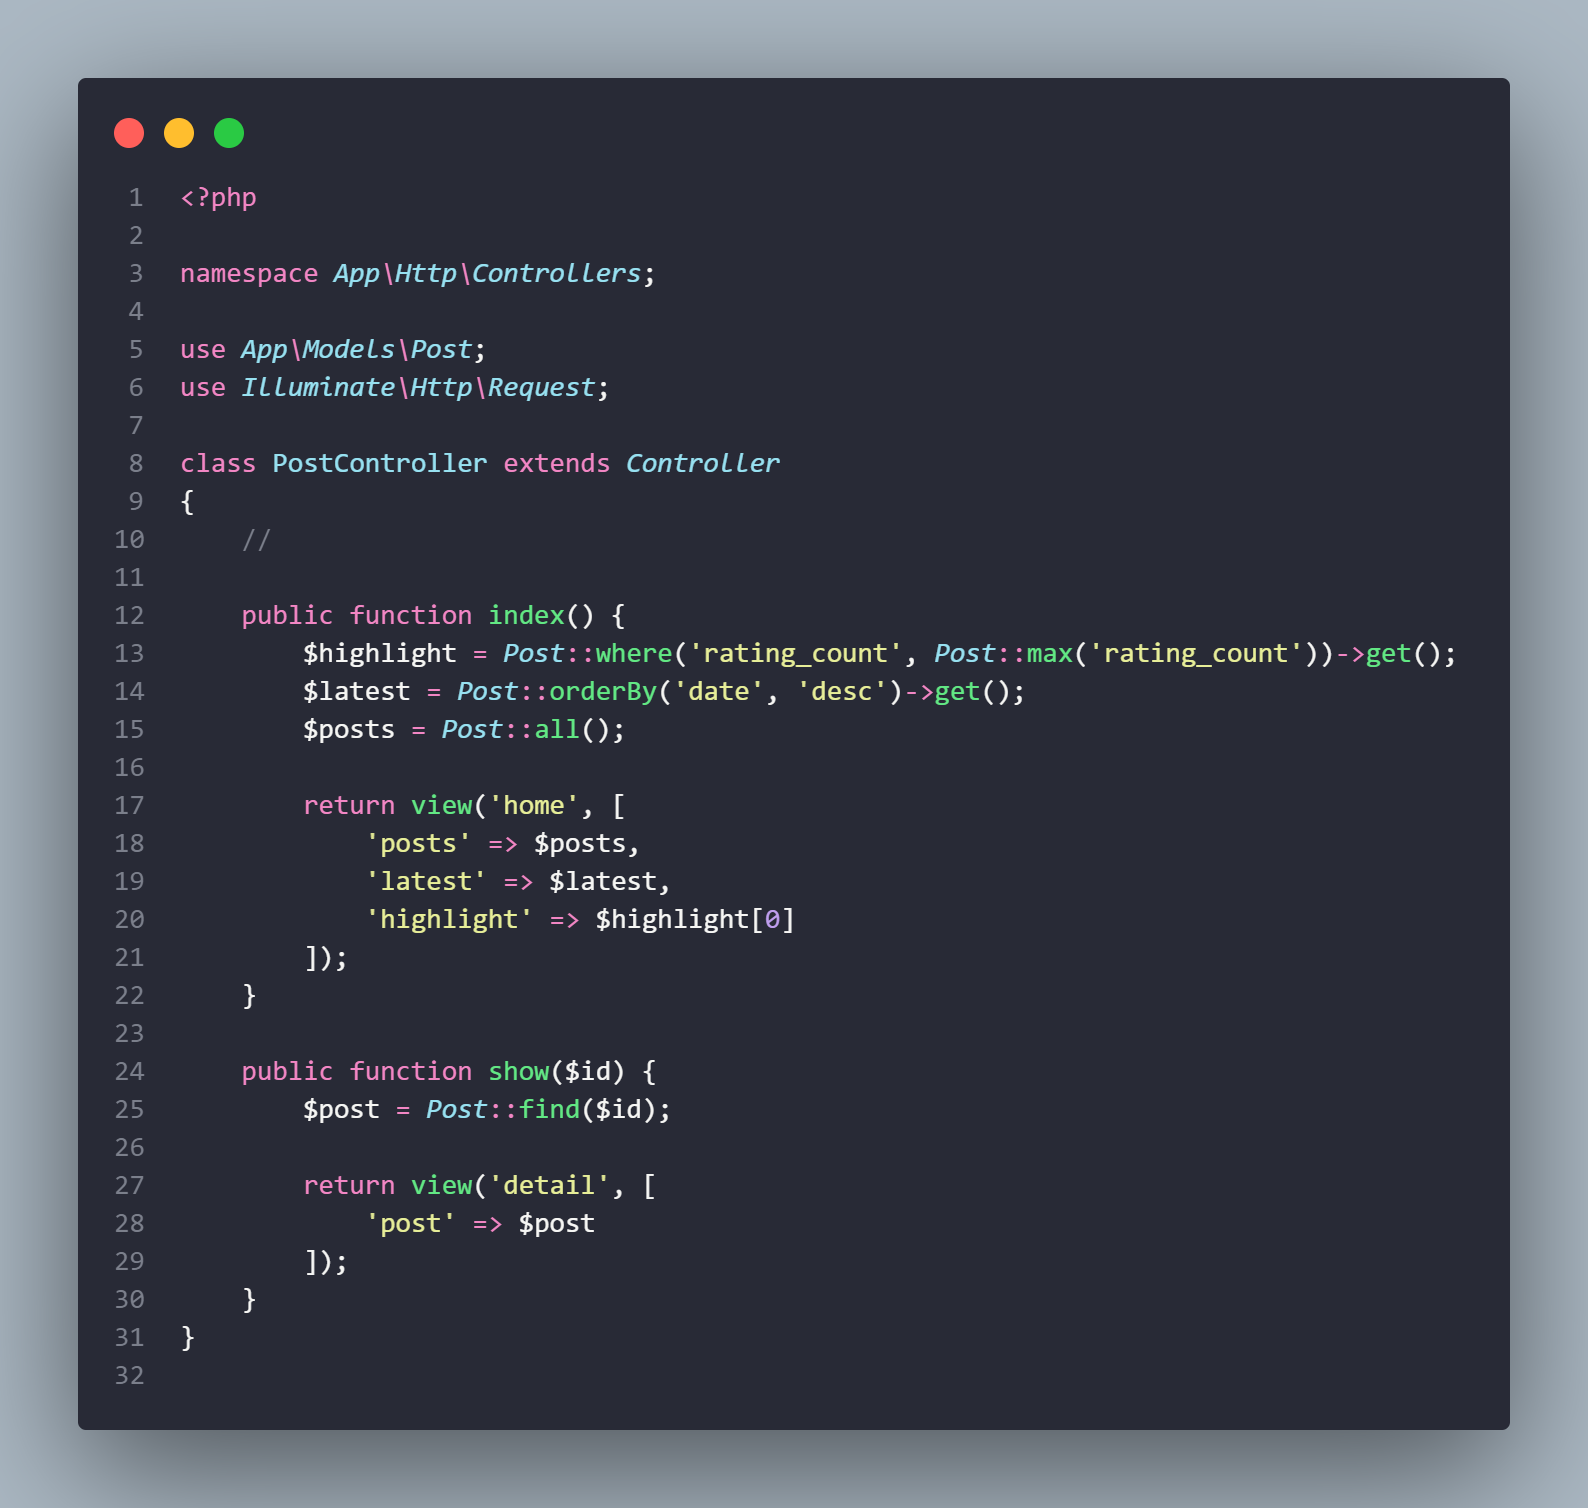 1 <?php
2
3 namespace App\Http\Controllers;
4
5 use App\Models\Post;
6 use Illuminate\Http\Request;
7
8 class PostController extends Controller
9 {
10     //
11
12     public function index() {
13         $highlight = Post::where('rating_count', Post::max('rating_count'))->get();
14         $latest = Post::orderBy('date', 'desc')->get();
15         $posts = Post::all();
16
17         return view('home', [
18             'posts' => $posts,
19             'latest' => $latest,
20             'highlight' => $highlight[0]
21         ]);
22     }
23
24     public function show($id) {
25         $post = Post::find($id);
26
27         return view('detail', [
28             'post' => $post
29         ]);
30     }
31 }
32